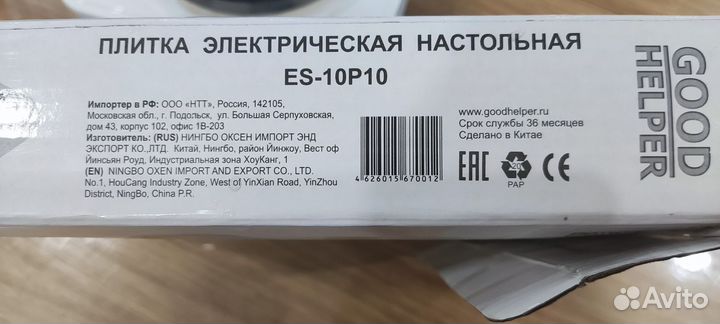 ПЛИТКА ЭЛЕКТРИЧЕСКАЯ НАСТОЛЬНАЯ
ES-10P10
Импортер в РФ: ООО «НТТ», Россия, 142105,
Московская обл., г. Подольск, ул. Большая Серпуховская,
дом 43, корпус 102, офис 1В-203
Изготовитель: (RUS) НИНГБО ОКСЕН ИМПОРТ ЭНД
ЭКСПОРТ КО.,ЛТД. Китай, Нингбо, район Йинжоу, Вест оф
Йинсьян Роуд, Индустриальная зона ХоуКанг, 1
(EN) NINGBO OXEN IMPORT AND EXPORT CO., LTD.
No.1, HouCang Industry Zone, West of YinXian Road, YinZhou
District, NingBo, China P.R.
4 626015 670012
www.goodhelper.ru
Срок службы 36 месяцев
Сделано в Китае
EAC
20
PAP
CE
GOOD
HELPER
Avito